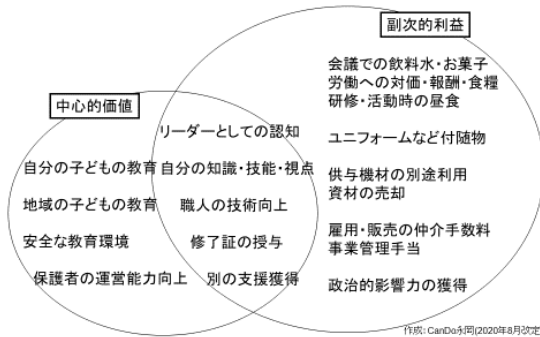 副次的利益
会議での飲料水・お菓子
労働への対価・報酬・食糧
研修・活動時の昼食
ユニフォームなど付随物
供与機材の別途利用
資材の売却
雇用・販売の仲介手数料
事業管理手当
政治的影響力の獲得
中心的価値
リーダーとしての認知
自分の子どもの教育
自分の知識・技能・視点
地域の子どもの教育
職人の技術向上
安全な教育環境
修了証の授与
保護者の運営能力向上
別の支援獲得
作成: CanDo永岡(2020年8月改定